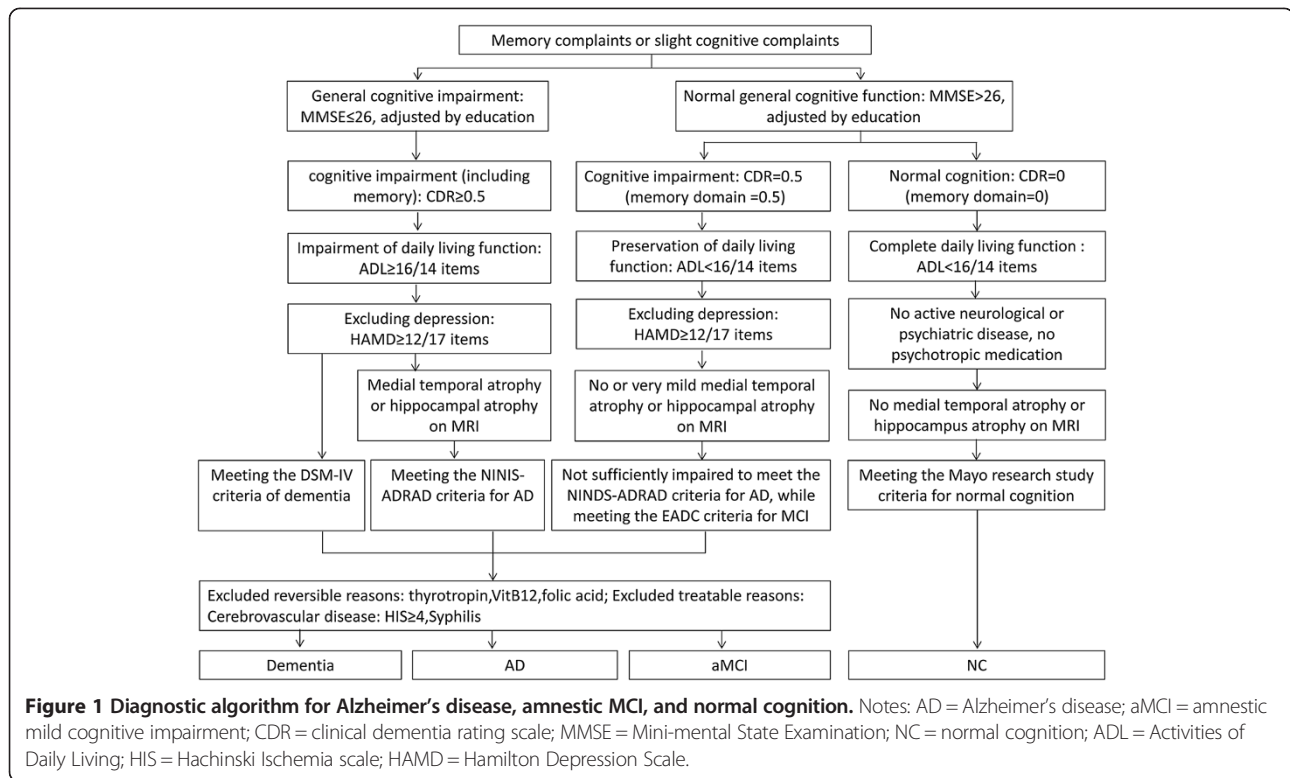 Memory complaints or slight cognitive complaints
General cognitive impairment:
MMSE≤26, adjusted by education
Normal general cognitive function: MMSE>26,
adjusted by education
cognitive impairment (including
memory): CDR≥0.5
Cognitive impairment: CDR=0.5
(memory domain =0.5)
Normal cognition: CDR=0
(memory domain=0)
Impairment of daily living function:
ADL≥16/14 items
Preservation of daily living
function: ADL<16/14 items
Complete daily living function :
ADL<16/14 items
Excluding depression:
HAMD≥12/17 items
Excluding depression:
HAMD≥12/17 items
No active neurological or
psychiatric disease, no
psychotropic medication
Medial temporal atrophy
or hippocampal atrophy
on MRI
No or very mild medial temporal
atrophy or hippocampal atrophy
on MRI
No medial temporal atrophy or
hippocampus atrophy on MRI
Meeting the DSM-IV
criteria of dementia
Meeting the NINIS-
ADRAD criteria for AD
Not sufficiently impaired to meet the
NINDS-ADRAD criteria for AD, while
meeting the EADC criteria for MCI
Meeting the Mayo research study
criteria for normal cognition
Excluded reversible reasons: thyrotropin,VitB12,folic acid; Excluded treatable reasons:
Cerebrovascular disease: HIS≥4,Syphilis
Dementia
AD
aMCI
NC
Figure 1 Diagnostic algorithm for Alzheimer's disease, amnestic MCI, and normal cognition. Notes: AD = Alzheimer's disease; aMCI = amnestic
mild cognitive impairment; CDR = clinical dementia rating scale; MMSE = Mini-mental State Examination; NC = normal cognition; ADL = Activities of
Daily Living; HIS = Hachinski Ischemia scale; HAMD = Hamilton Depression Scale.